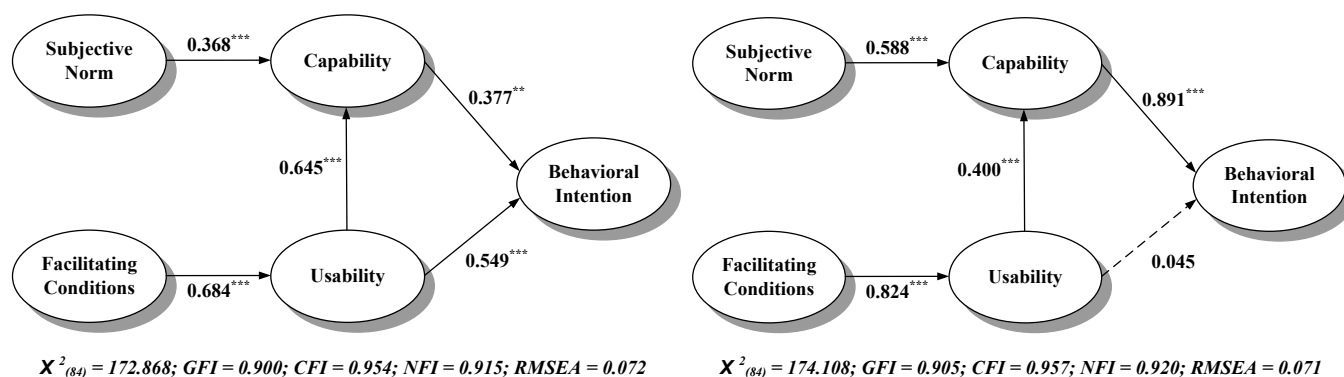 Subjective
Norm
0.368***
Capability
0.377**
0.645***
Behavioral
Intention
Facilitating
Conditions
0.684***
Usability
0.549***
X 2(84) = 172.868; GFI = 0.900; CFI = 0.954; NFI = 0.915; RMSEA = 0.072
Subjective
Norm
0.588***
Capability
0.891***
0.400***
Behavioral
Intention
Facilitating
Conditions
0.824***
Usability
0.045
X 2(84) = 174.108; GFI = 0.905; CFI = 0.957; NFI = 0.920; RMSEA = 0.071